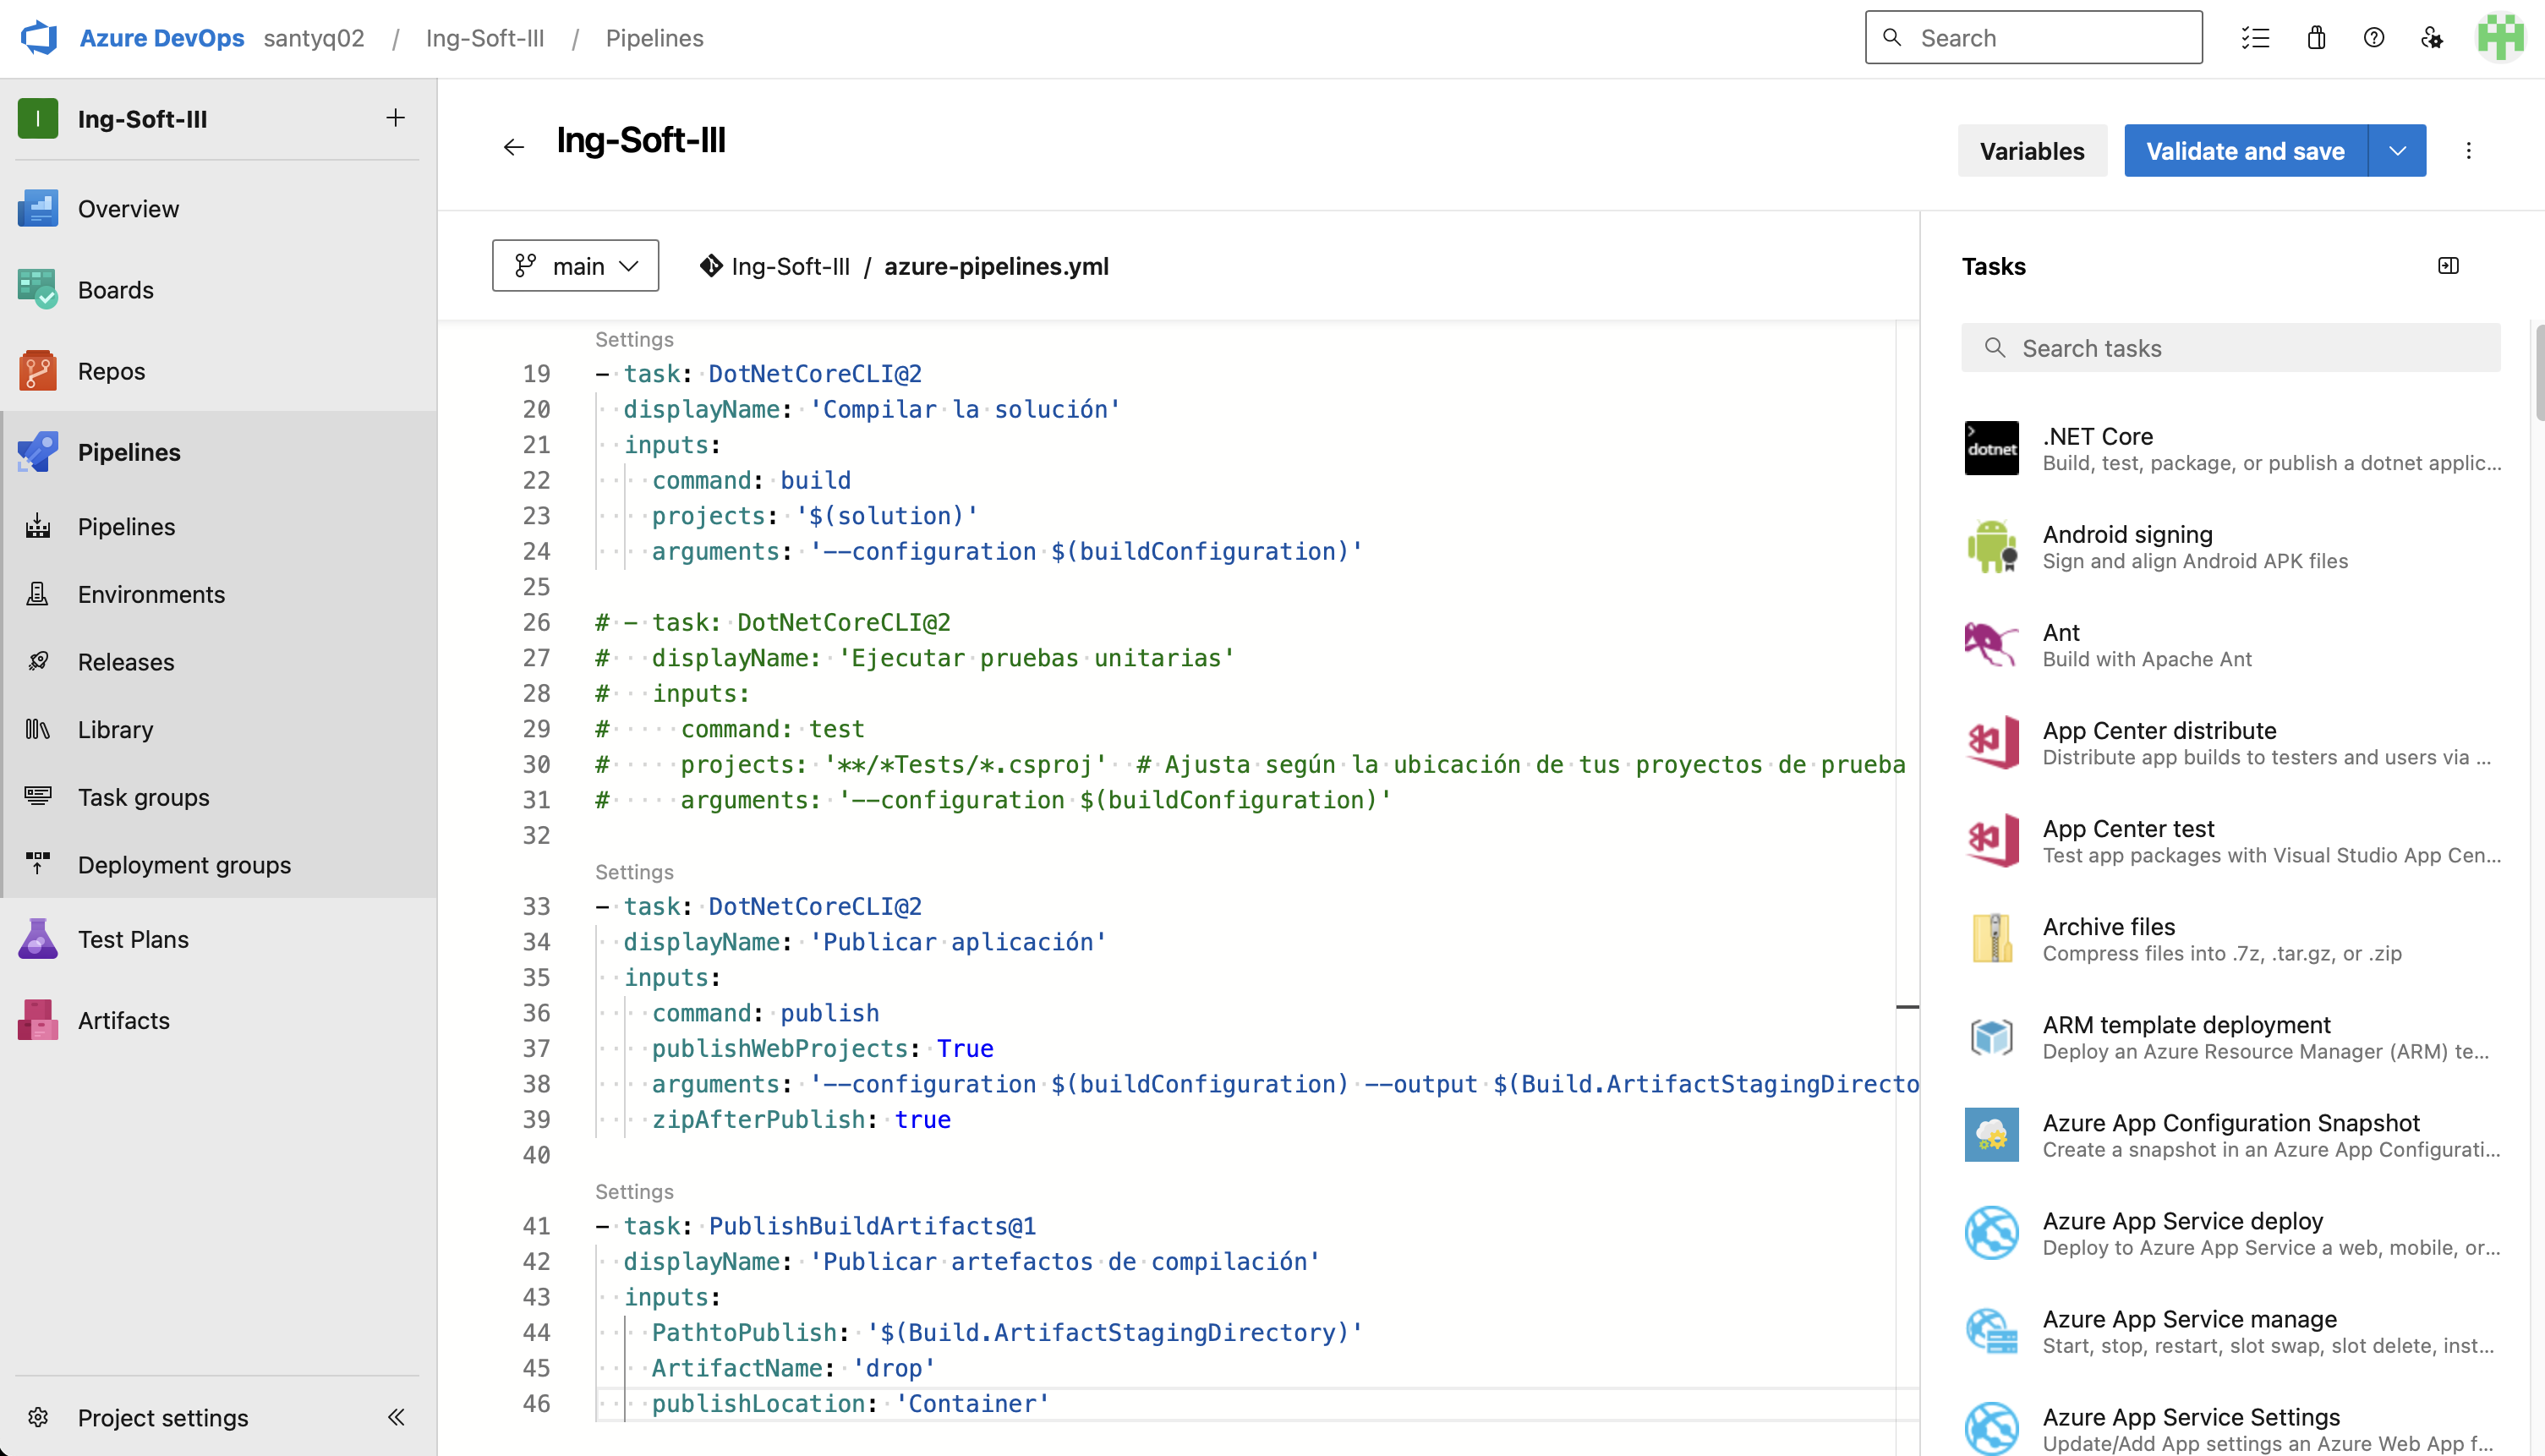 Azure DevOps santyq02 / Ing-Soft-III / Pipelines
Search
I Ing-Soft-III +
Overview
Boards
Repos
Pipelines
Pipelines
Environments
Releases
Library
Task groups
Deployment groups
Test Plans
Artifacts
Project settings
Ing-Soft-III
Variables
Validate and save
main
Ing-Soft-III / azure-pipelines.yml
Settings
19 - task: DotNetCoreCLI@2
20 displayName: 'Compilar la solución'
21 inputs:
22 command: build
23 projects: '$(solution)'
24 arguments: '--configuration $(buildConfiguration)'
25
26 # - task: DotNetCoreCLI@2
27 # displayName: 'Ejecutar pruebas unitarias'
28 # inputs:
29 # command: test
30 # projects: '**/*Tests/*.csproj' # Ajusta según la ubicación de tus proyectos de prueba
31 # arguments: '--configuration $(buildConfiguration)'
32
Settings
33 - task: DotNetCoreCLI@2
34 displayName: 'Publicar aplicación'
35 inputs:
36 command: publish
37 publishWebProjects: True
38 arguments: '--configuration $(buildConfiguration) --output $(Build.ArtifactStagingDirecto
39 zipAfterPublish: true
40
Settings
41 - task: PublishBuildArtifacts@1
42 displayName: 'Publicar artefactos de compilación'
43 inputs:
44 PathtoPublish: '$(Build.ArtifactStagingDirectory)'
45 ArtifactName: 'drop'
46 publishLocation: 'Container'
Tasks
Search tasks
dotnet
.NET Core
Build, test, package, or publish a dotnet applic...
Android signing
Sign and align Android APK files
Ant
Build with Apache Ant
App Center distribute
Distribute app builds to testers and users via ...
App Center test
Test app packages with Visual Studio App Cen...
Archive files
Compress files into .7z, .tar.gz, or .zip
ARM template deployment
Deploy an Azure Resource Manager (ARM) te...
Azure App Configuration Snapshot
Create a snapshot in an Azure App Configurati...
Azure App Service deploy
Deploy to Azure App Service a web, mobile, or...
Azure App Service manage
Start, stop, restart, slot swap, slot delete, inst...
Azure App Service Settings
Update/Add App settings an Azure Web App f...